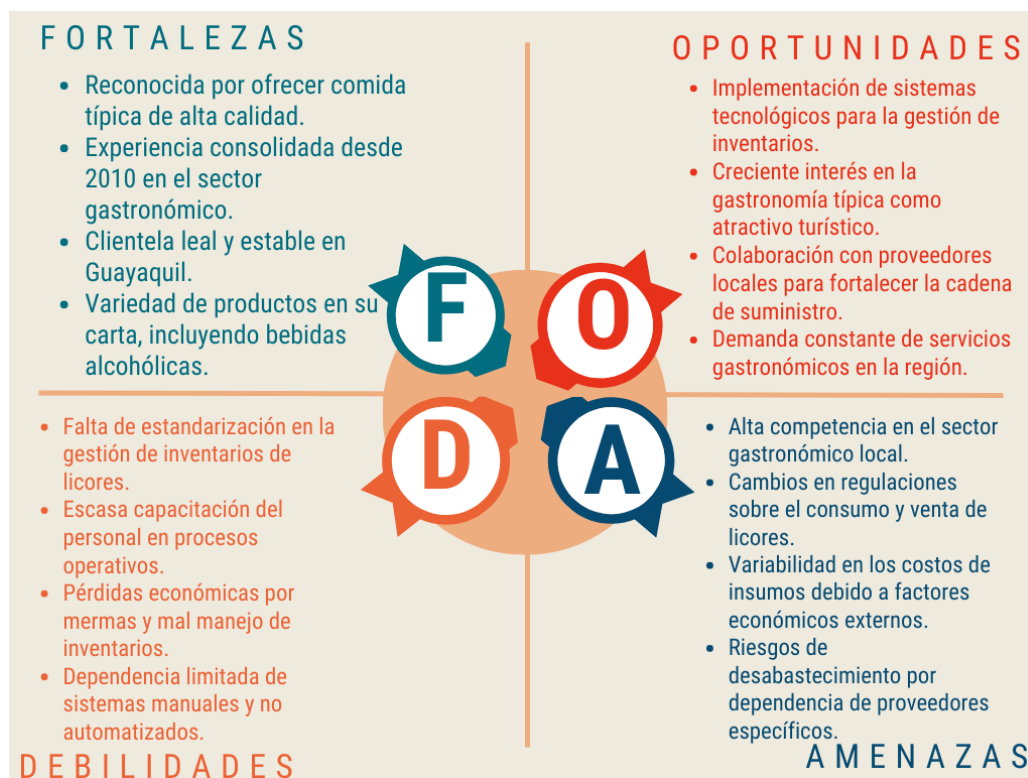 FORTALEZAS
• Reconocida por ofrecer comida
típica de alta calidad.
• Experiencia consolidada desde
2010 en el sector
gastronómico.
• Clientela leal y estable en
Guayaquil.
• Variedad de productos en su
carta, incluyendo bebidas
alcohólicas.
OPORTUNIDADES
• Implementación de sistemas
tecnológicos para la gestión de
inventarios.
• Creciente interés en la
gastronomía típica como
atractivo turístico.
• Colaboración con proveedores
locales para fortalecer la cadena
de suministro.
• Demanda constante de servicios
gastronómicos en la región.
F
O
D
A
• Falta de estandarización en la
gestión de inventarios de
licores.
• Escasa capacitación del
personal en procesos
operativos.
• Pérdidas económicas por
mermas y mal manejo de
inventarios.
• Dependencia limitada de
sistemas manuales y no
automatizados.
DEBILIDADES
• Alta competencia en el sector
gastronómico local.
• Cambios en regulaciones
sobre el consumo y venta de
licores.
• Variabilidad en los costos de
insumos debido a factores
económicos externos.
• Riesgos de
desabastecimiento por
dependencia de proveedores
específicos.
AMENAZAS